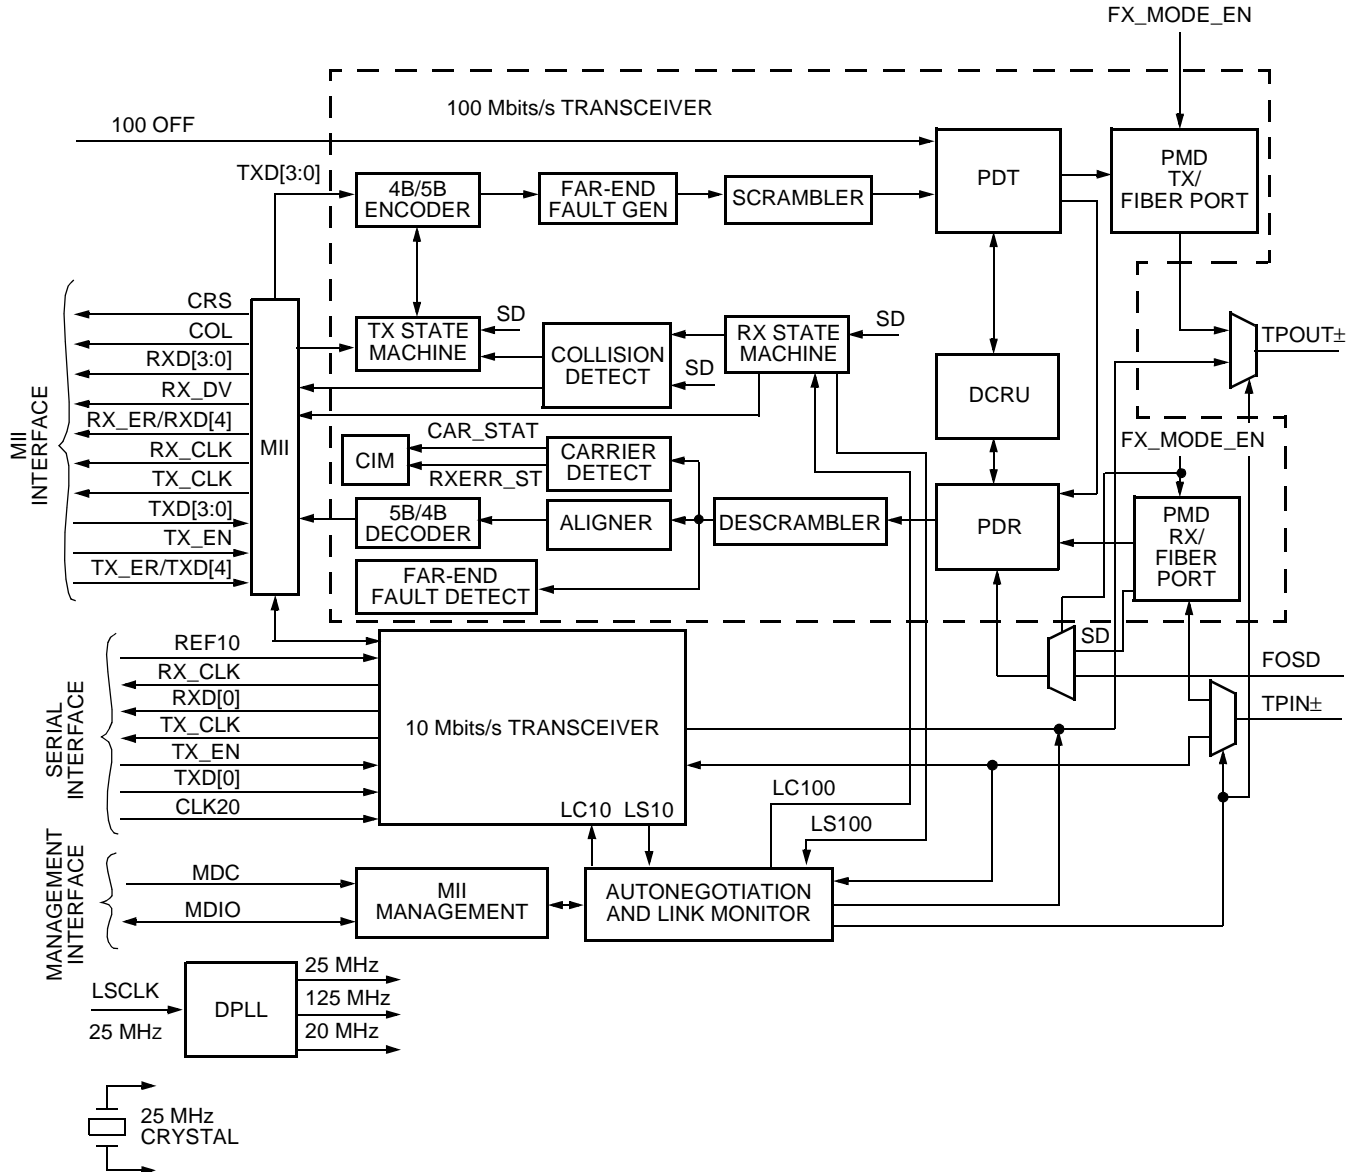 FX_MODE_EN
100 Mbits/s TRANSCEIVER
100 OFF
TXD[3:0]
4B/5B
ENCODER
FAR-END
FAULT GEN
SCRAMBLER
PDT
PMD
TX/
FIBER PORT
MII
INTERFACE
CRS
COL
RXD[3:0]
RX_DV
RX_ER/RXD[4]
RX_CLK
TX_CLK
TXD[3:0]
TX_EN
TX_ER/TXD[4]
MII
TX STATE
MACHINE
SD
COLLISION
DETECT
SD
RX STATE
MACHINE
SD
DCRU
TPOUT±
FX_MODE_EN
CIM
CAR_STAT
RXERR_ST
CARRIER
DETECT
5B/4B
DECODER
ALIGNER
DESCRAMBLER
PDR
PMD
RX/
FIBER
PORT
FAR-END
FAULT DETECT
SD
FOSD
TPIN±
SERIAL
INTERFACE
REF10
RX_CLK
RXD[0]
TX_CLK
TX_EN
TXD[0]
CLK20
10 Mbits/s TRANSCEIVER
LC10 LS10
LC100
LS100
MANAGEMENT
INTERFACE
MDC
MDIO
MII
MANAGEMENT
AUTONEGOTIATION
AND LINK MONITOR
LSCLK
25 MHz
DPLL
25 MHz
125 MHz
20 MHz
25 MHz
CRYSTAL